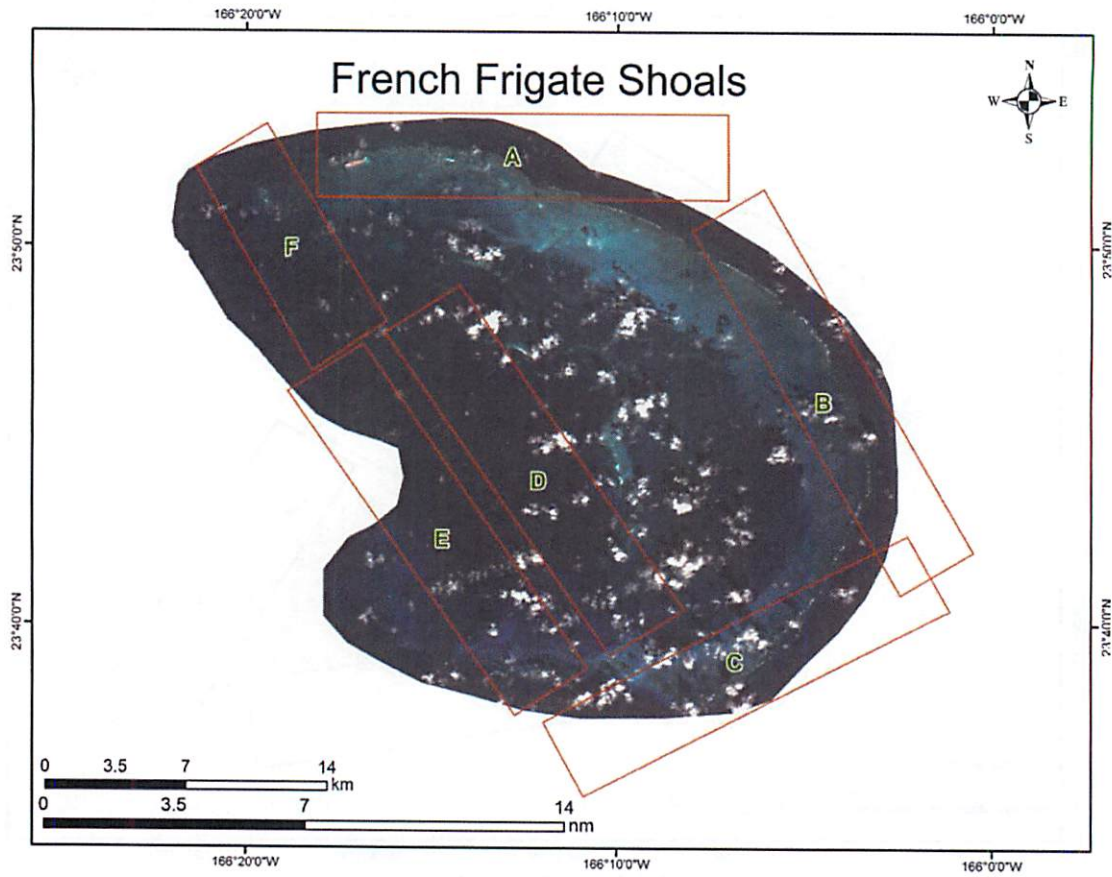 166°20'0"W 166°10'0"W 166°0'0"W
French Frigate Shoals
N
W E
S
A
23°50'0"N 23°50'0"N
F
B
D
E
23°40'0"N 23°40'0"N
C
0 3.5 7 14
km
0 3.5 7 14
nm
166°20'0"W 166°10'0"W 166°0'0"W